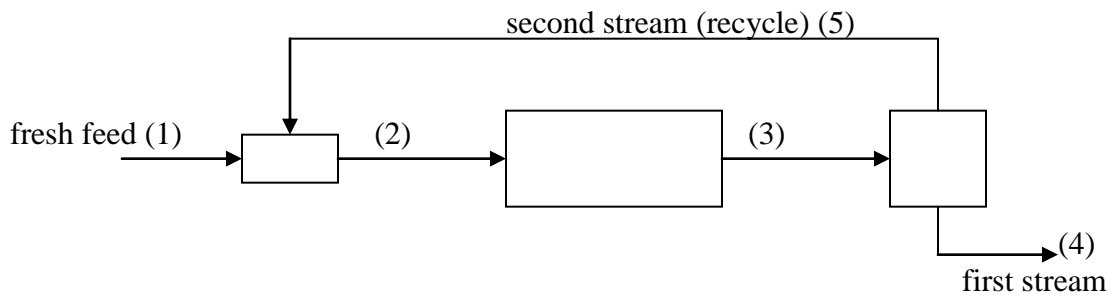 second stream (recycle) (5)
fresh feed (1)
(2)
(3)
(4)
first stream